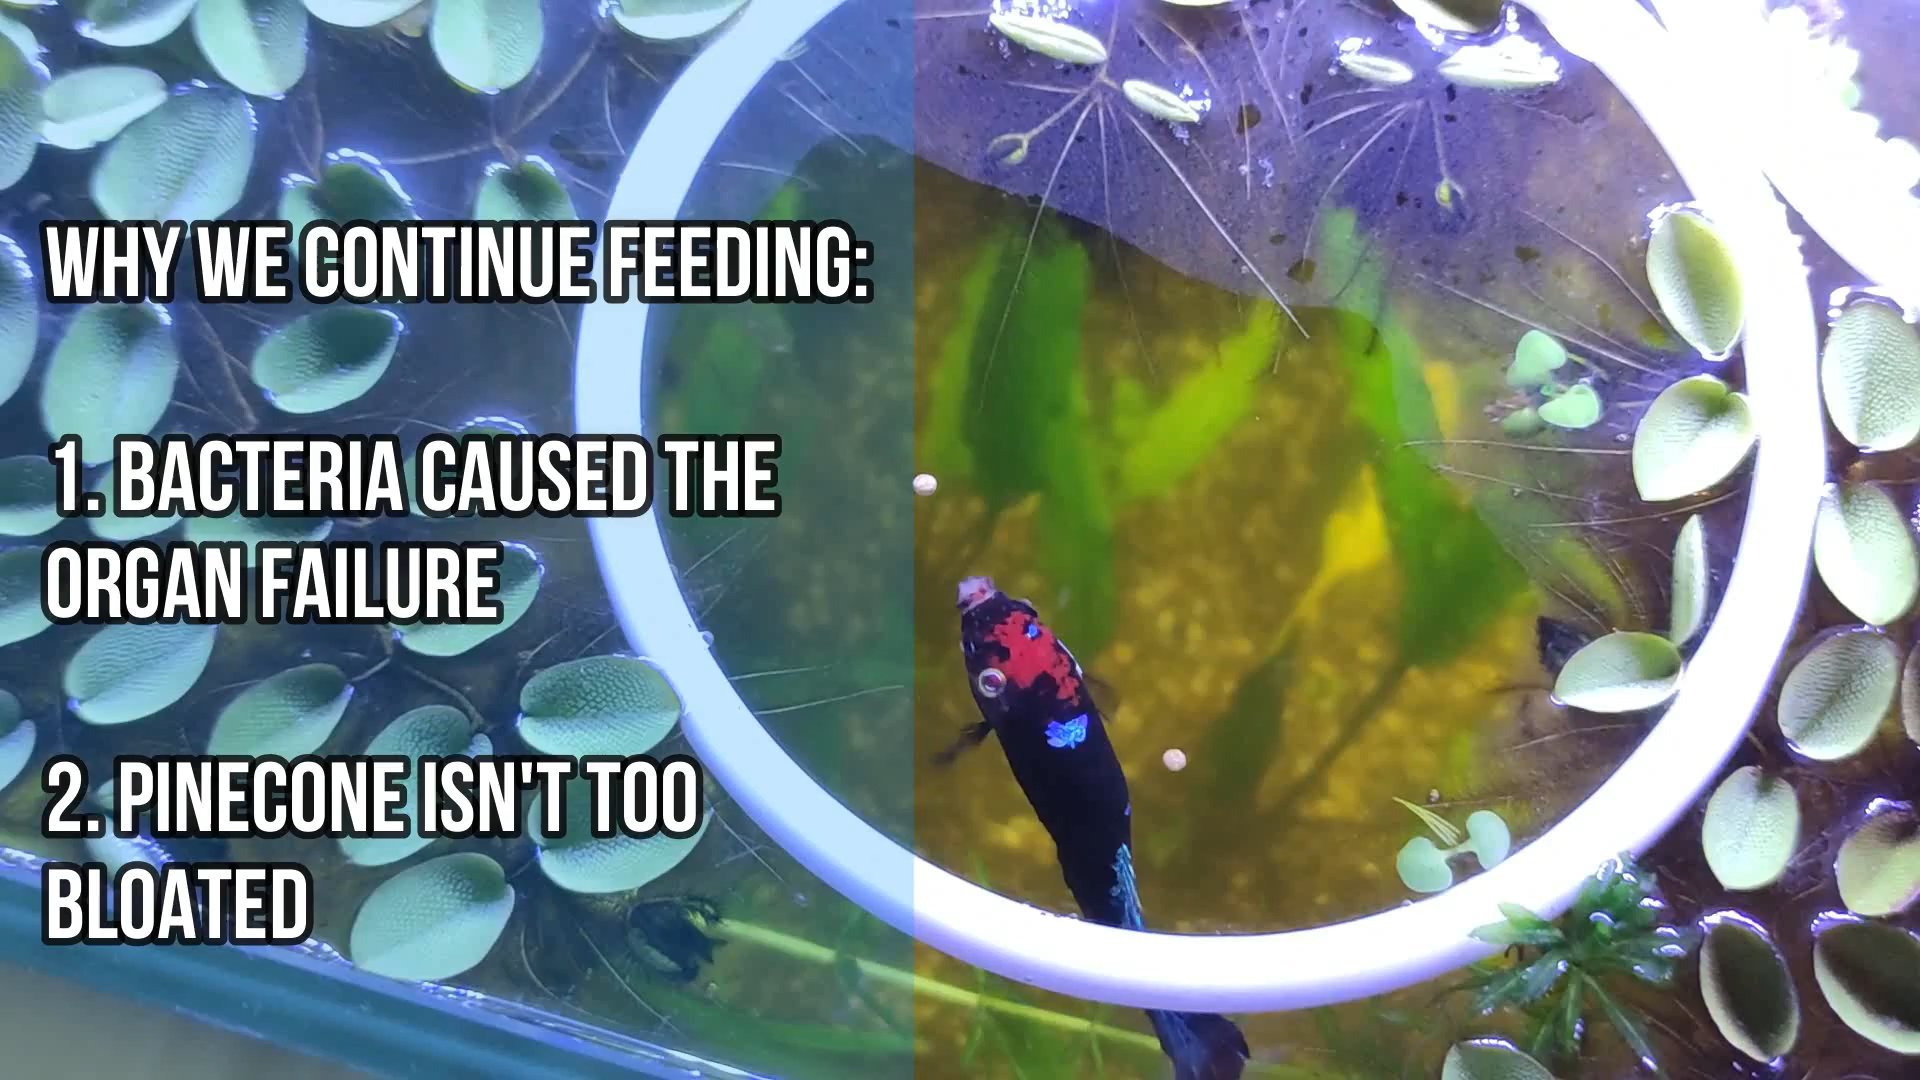 WHY WE CONTINUE FEEDING:
1. BACTERIA CAUSED THE
ORGAN FAILURE
2. PINECONE ISN'T TOO
BLOATED